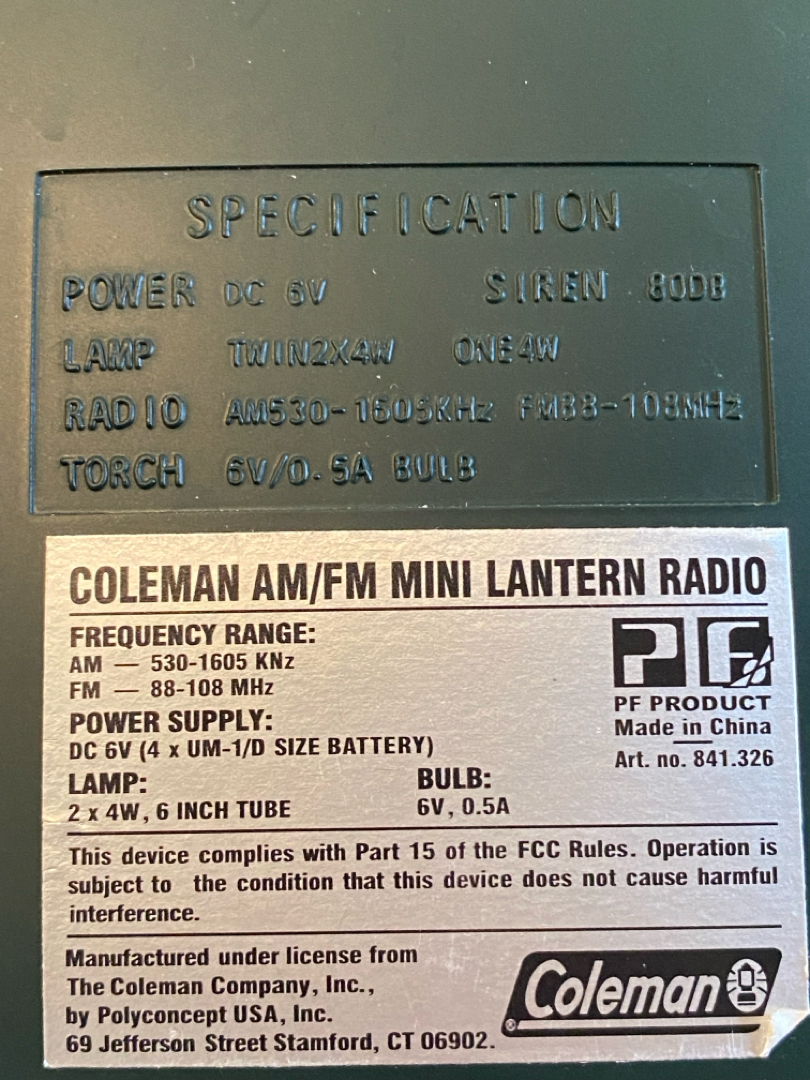 SPECIFICATION
POWER DC 6V SIREN 80DB
LAMP TWIN2X4W ONE4W
RADIO AM530-1605KHz FM88-108MHz
TORCH 6V/0.5A BULB
COLEMAN AM/FM MINI LANTERN RADIO
FREQUENCY RANGE:
AM — 530-1605 KNz
FM — 88-108 MHz
POWER SUPPLY:
DC 6V (4 x UM-1/D SIZE BATTERY)
LAMP:
2 x 4W, 6 INCH TUBE
BULB:
6V, 0.5A
PF
PF PRODUCT
Made in China
Art. no. 841.326
This device complies with Part 15 of the FCC Rules. Operation is
subject to the condition that this device does not cause harmful
interference.
Manufactured under license from
The Coleman Company, Inc.,
by Polyconcept USA, Inc.
69 Jefferson Street Stamford, CT 06902.
Coleman
®